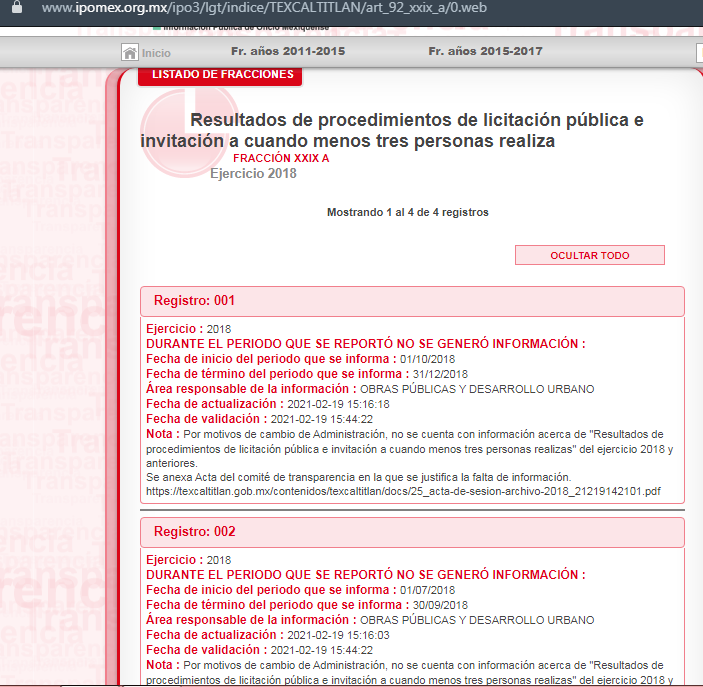 www.ipomex.org.mx/ipo3/lgt/indice/TEXCALTITLAN/art_92_xxix_a/0.web
Información Pública de Oficio Mexiquense
Inicio Fr. años 2011-2015 Fr. años 2015-2017
LISTADO DE FRACCIONES
Resultados de procedimientos de licitación pública e
invitación a cuando menos tres personas realiza
FRACCIÓN XXIX A
Ejercicio 2018
Mostrando 1 al 4 de 4 registros
OCULTAR TODO
Registro: 001
Ejercicio : 2018
DURANTE EL PERIODO QUE SE REPORTÓ NO SE GENERÓ INFORMACIÓN :
Fecha de inicio del periodo que se informa : 01/10/2018
Fecha de término del periodo que se informa : 31/12/2018
Área responsable de la información : OBRAS PÚBLICAS Y DESARROLLO URBANO
Fecha de actualización : 2021-02-19 15:16:18
Fecha de validación : 2021-02-19 15:44:22
Nota : Por motivos de cambio de Administración, no se cuenta con información acerca de "Resultados de
procedimientos de licitación pública e invitación a cuando menos tres personas realizas" del ejercicio 2018 y
anteriores.
Se anexa Acta del comité de transparencia en la que se justifica la falta de información.
https://texcaltitlan.gob.mx/contenidos/texcaltitlan/docs/25_acta-de-sesion-archivo-2018_21219142101.pdf
Registro: 002
Ejercicio : 2018
DURANTE EL PERIODO QUE SE REPORTÓ NO SE GENERÓ INFORMACIÓN :
Fecha de inicio del periodo que se informa : 01/07/2018
Fecha de término del periodo que se informa : 30/09/2018
Área responsable de la información : OBRAS PÚBLICAS Y DESARROLLO URBANO
Fecha de actualización : 2021-02-19 15:16:03
Fecha de validación : 2021-02-19 15:44:22
Nota : Por motivos de cambio de Administración, no se cuenta con información acerca de "Resultados de
procedimientos de licitación pública e invitación a cuando menos tres personas realizas" del ejercicio 2018 y